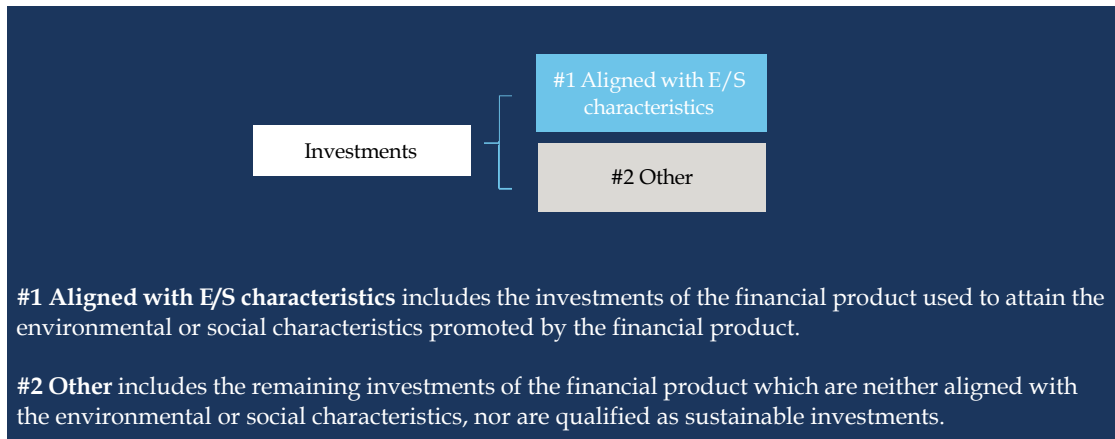 #1 Aligned with E/S
characteristics
Investments
#2 Other
#1 Aligned with E/S characteristics includes the investments of the financial product used to attain the
environmental or social characteristics promoted by the financial product.
#2 Other includes the remaining investments of the financial product which are neither aligned with
the environmental or social characteristics, nor are qualified as sustainable investments.